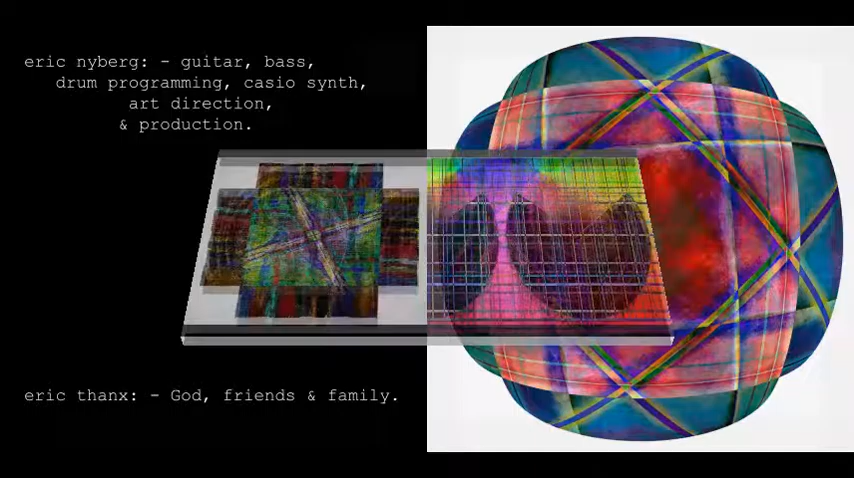 eric nyberg: - guitar, bass,
drum programming, casio synth,
art direction,
& production.
eric thanx: - God, friends & family.